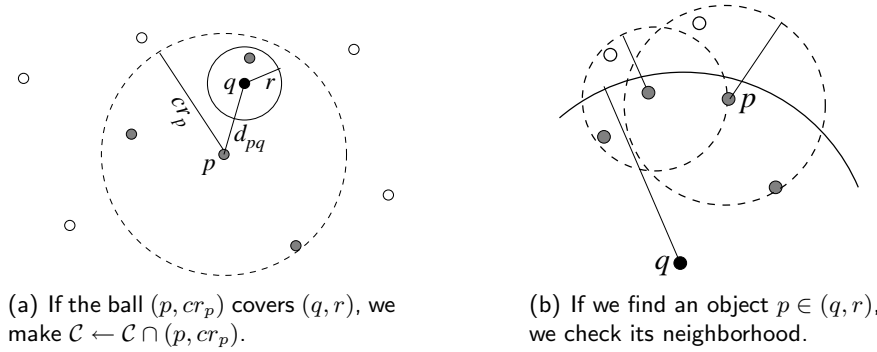 q
r
cr_p
d_pq
p
(a) If the ball (p, cr_p) covers (q, r), we
make C ← C ∩ (p, cr_p).
p
q
(b) If we find an object p ∈ (q, r),
we check its neighborhood.